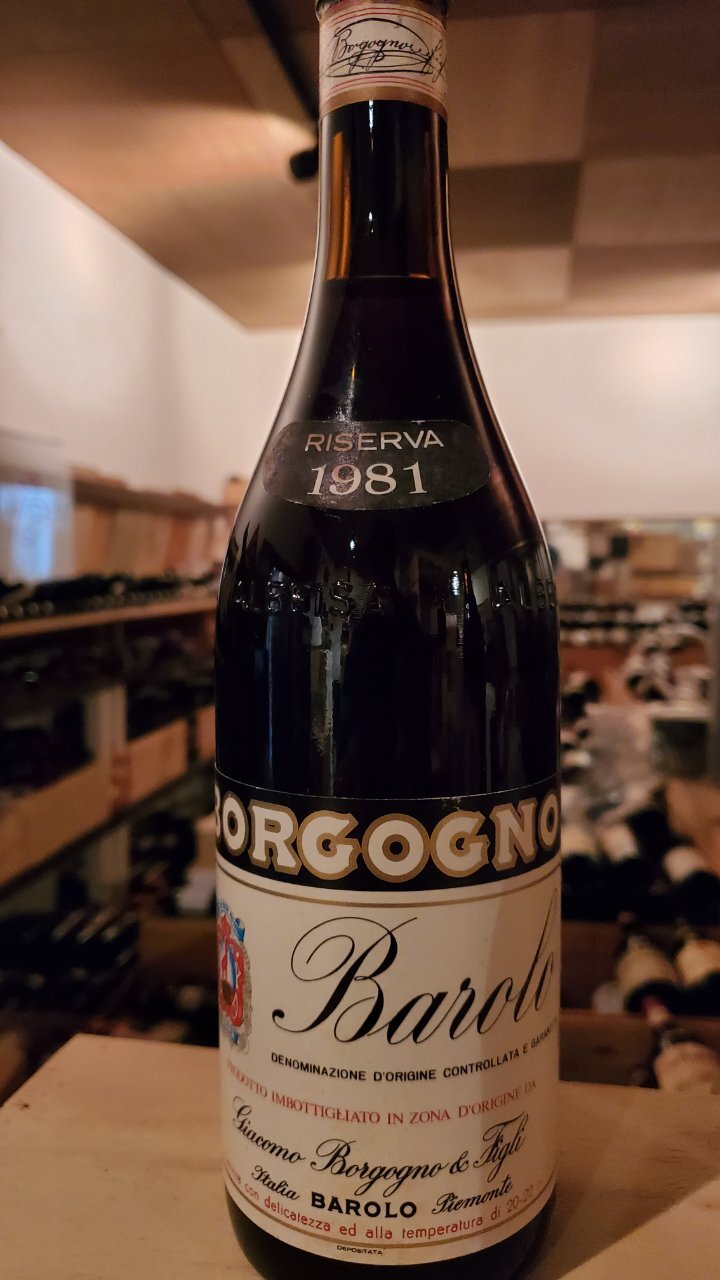 Borgogno
RISERVA
1981
ALBEISA
BORGOGNO
Barolo
DENOMINAZIONE D'ORIGINE CONTROLLATA E
PRODOTTO IMBOTTIGLIATO IN ZONA D'ORIGINE DA
Giacomo Borgogno & Figli
Italia BAROLO Piemonte
con delicatezza ed alla temperatura di 20-22
DEPOSITATA